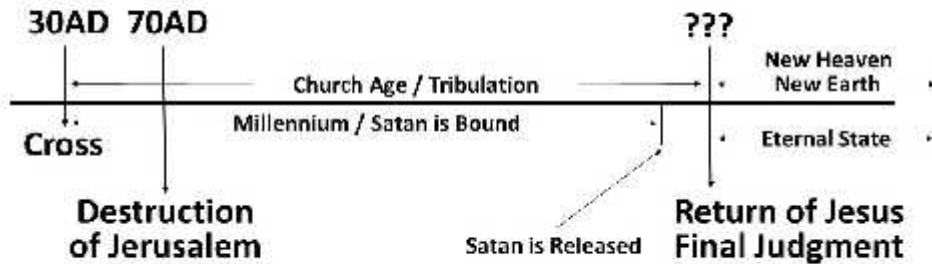 30AD 70AD ???
New Heaven
Church Age / Tribulation New Earth
Millennium / Satan is Bound
Cross Eternal State
Destruction Return of Jesus
of Jerusalem Satan is Released Final Judgment